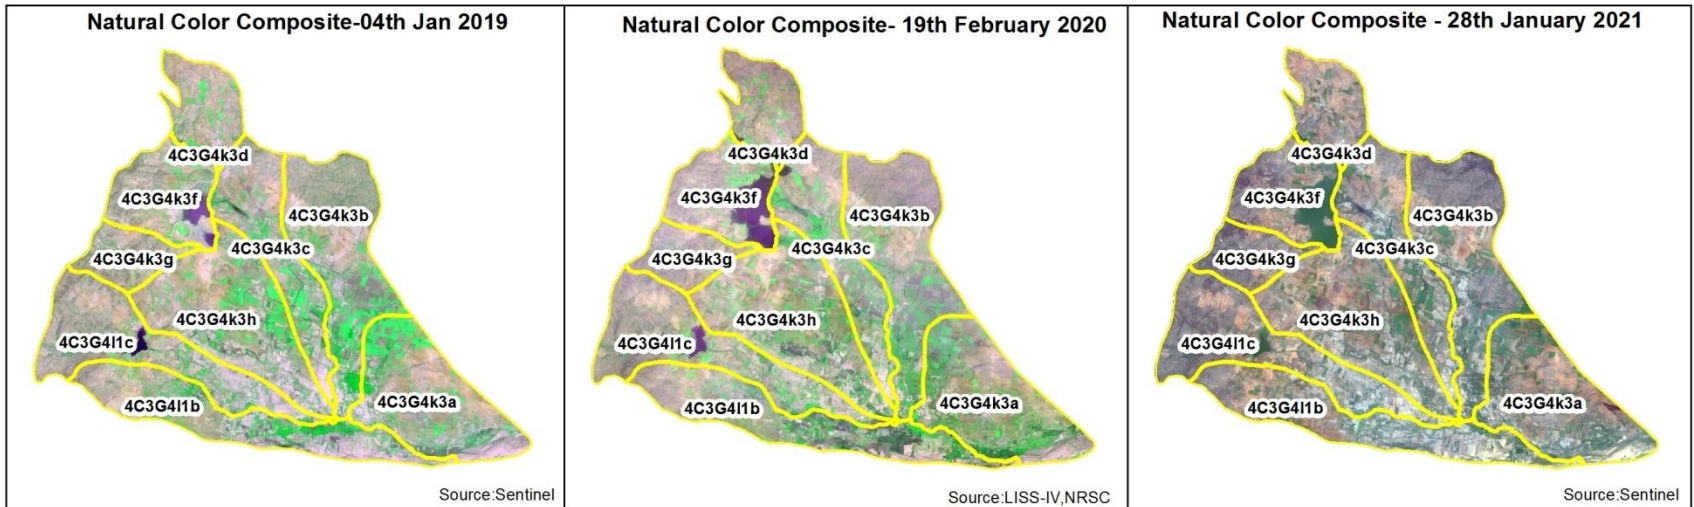 Natural Color Composite-04th Jan 2019
4C3G4k3d
4C3G4k3f
4C3G4k3b
4C3G4k3c
4C3G4k3g
4C3G4k3h
4C3G4l1c
4C3G4l1b
4C3G4k3a
Source:Sentinel
Natural Color Composite- 19th February 2020
4C3G4k3d
4C3G4k3f
4C3G4k3b
4C3G4k3c
4C3G4k3g
4C3G4k3h
4C3G4l1c
4C3G4l1b
4C3G4k3a
Source:LISS-IV,NRSC
Natural Color Composite - 28th January 2021
4C3G4k3d
4C3G4k3f
4C3G4k3b
4C3G4k3c
4C3G4k3g
4C3G4k3h
4C3G4l1c
4C3G4l1b
4C3G4k3a
Source:Sentinel